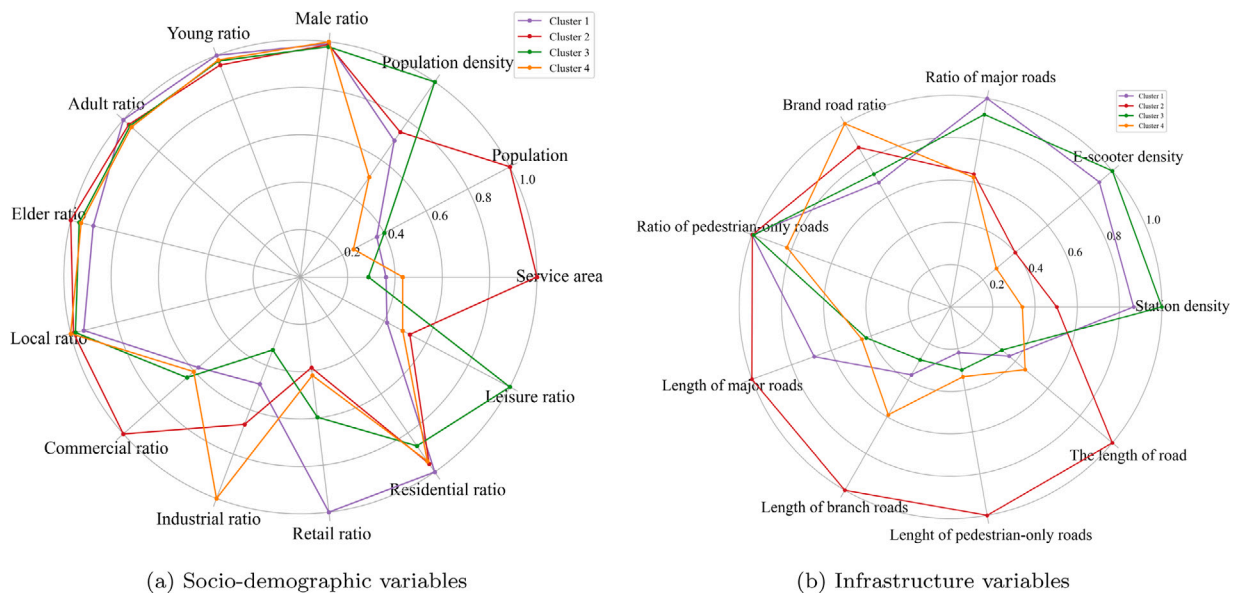 Male ratio
Young ratio
Population density
Adult ratio
Population
Elder ratio
1.0
0.8
0.6
0.4
0.2
Service area
Local ratio
Leisure ratio
Commercial ratio
Residential ratio
Industrial ratio
Retail ratio
Cluster 1
Cluster 2
Cluster 3
Cluster 4
(a) Socio-demographic variables
Ratio of major roads
Brand road ratio
E-scooter density
Ratio of pedestrian-only roads
1.0
0.8
0.6
0.4
0.2
Station density
Length of major roads
The length of road
Length of branch roads
Lenght of pedestrian-only roads
Cluster 1
Cluster 2
Cluster 3
Cluster 4
(b) Infrastructure variables